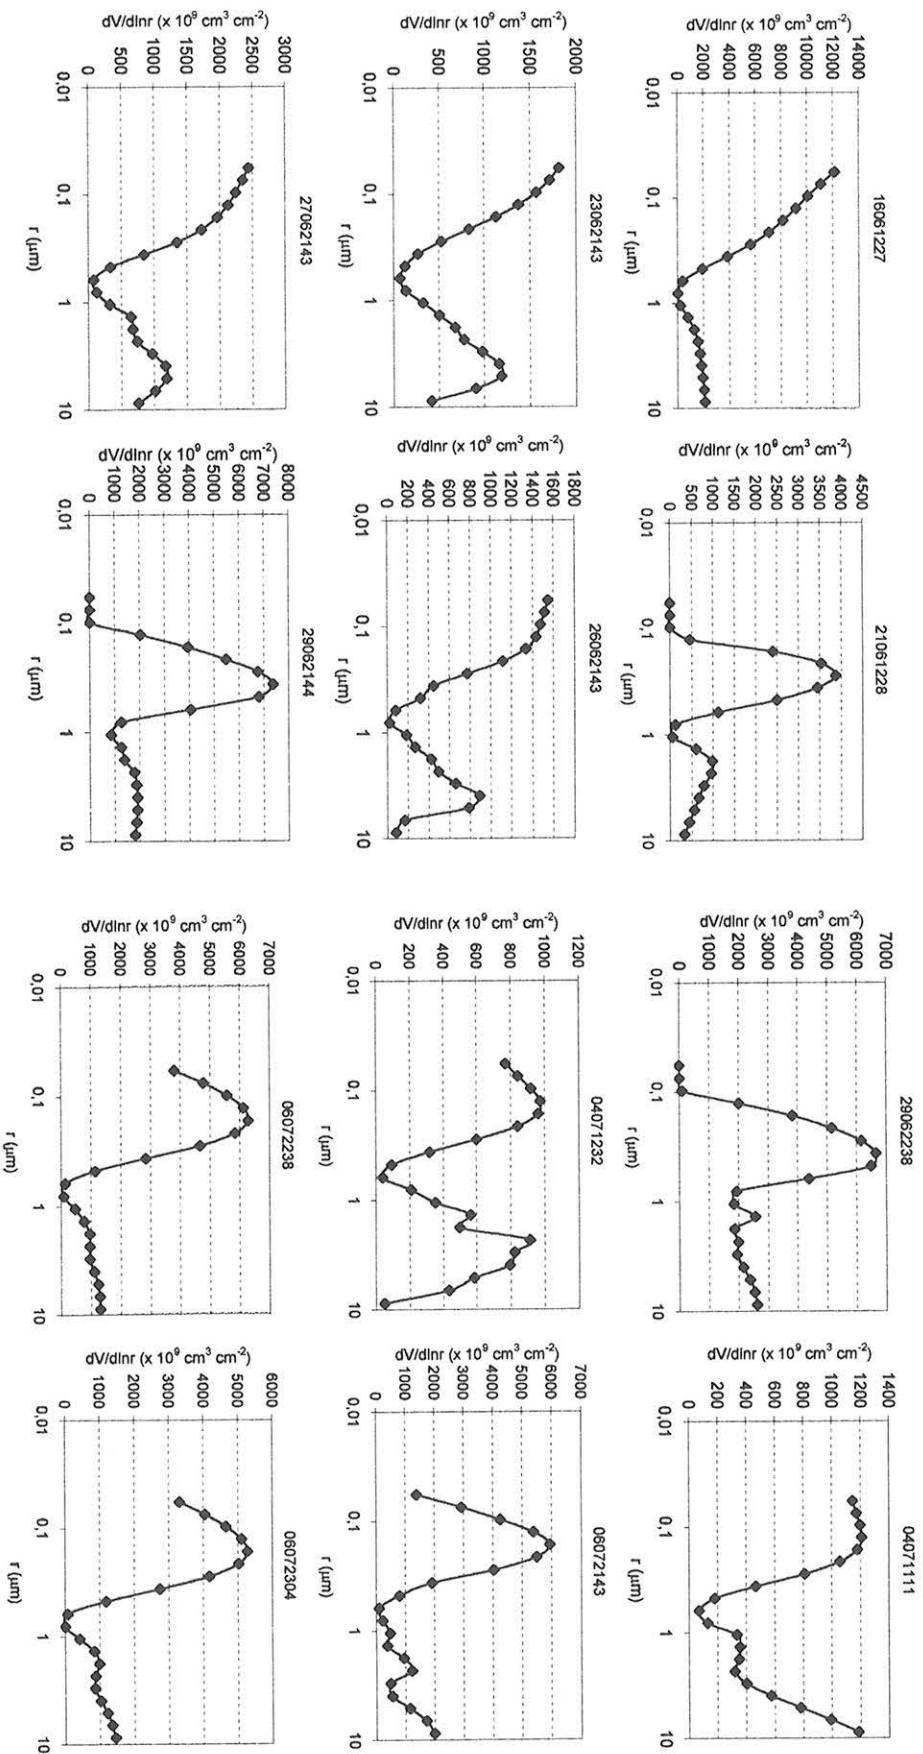 16061227
dV/dlnr (x 10⁹ cm³ cm⁻²)
14000
12000
10000
8000
6000
4000
2000
0
0,01 0,1 1 10
r (μm)
21061228
dV/dlnr (x 10⁹ cm³ cm⁻²)
4500
4000
3500
3000
2500
2000
1500
1000
500
0
0,01 0,1 1 10
r (μm)
29062238
dV/dlnr (x 10⁹ cm³ cm⁻²)
7000
6000
5000
4000
3000
2000
1000
0
0,01 0,1 1 10
r (μm)
04071111
dV/dlnr (x 10⁹ cm³ cm⁻²)
1400
1200
1000
800
600
400
200
0
0,01 0,1 1 10
r (μm)
23062143
dV/dlnr (x 10⁹ cm³ cm⁻²)
2000
1500
1000
500
0
0,01 0,1 1 10
r (μm)
26062143
dV/dlnr (x 10⁹ cm³ cm⁻²)
1800
1600
1400
1200
1000
800
600
400
200
0
0,01 0,1 1 10
r (μm)
04071232
dV/dlnr (x 10⁹ cm³ cm⁻²)
1200
1000
800
600
400
200
0
0,01 0,1 1 10
r (μm)
06072143
dV/dlnr (x 10⁹ cm³ cm⁻²)
7000
6000
5000
4000
3000
2000
1000
0
0,01 0,1 1 10
r (μm)
27062143
dV/dlnr (x 10⁹ cm³ cm⁻²)
3000
2500
2000
1500
1000
500
0
0,01 0,1 1 10
r (μm)
29062144
dV/dlnr (x 10⁹ cm³ cm⁻²)
8000
7000
6000
5000
4000
3000
2000
1000
0
0,01 0,1 1 10
r (μm)
06072238
dV/dlnr (x 10⁹ cm³ cm⁻²)
7000
6000
5000
4000
3000
2000
1000
0
0,01 0,1 1 10
r (μm)
06072304
dV/dlnr (x 10⁹ cm³ cm⁻²)
6000
5000
4000
3000
2000
1000
0
0,01 0,1 1 10
r (μm)